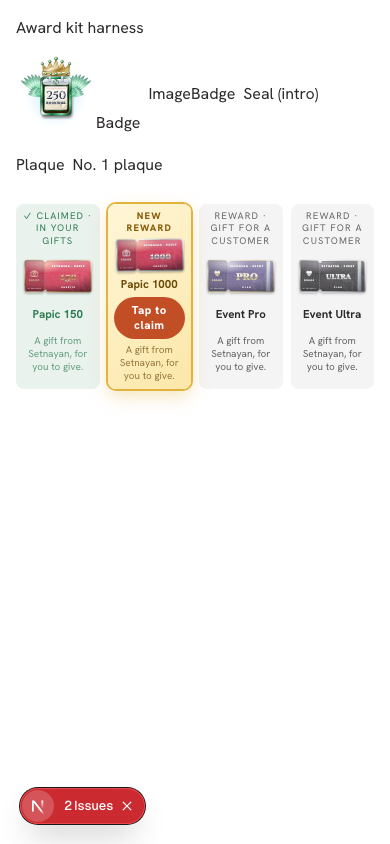 Award kit harness
250
ImageBadge Seal (intro)
Badge
Plaque No. 1 plaque
✓ CLAIMED ·
IN YOUR
GIFTS
Papic 150
A gift from
Setnayan, for
you to give.
NEW
REWARD
1000
Papic 1000
Tap to
claim
A gift from
Setnayan, for
you to give.
REWARD ·
GIFT FOR A
CUSTOMER
PRO
Event Pro
A gift from
Setnayan, for
you to give.
REWARD ·
GIFT FOR A
CUSTOMER
ULTRA
Event Ultra
A gift from
Setnayan, for
you to give.
N
2 Issues